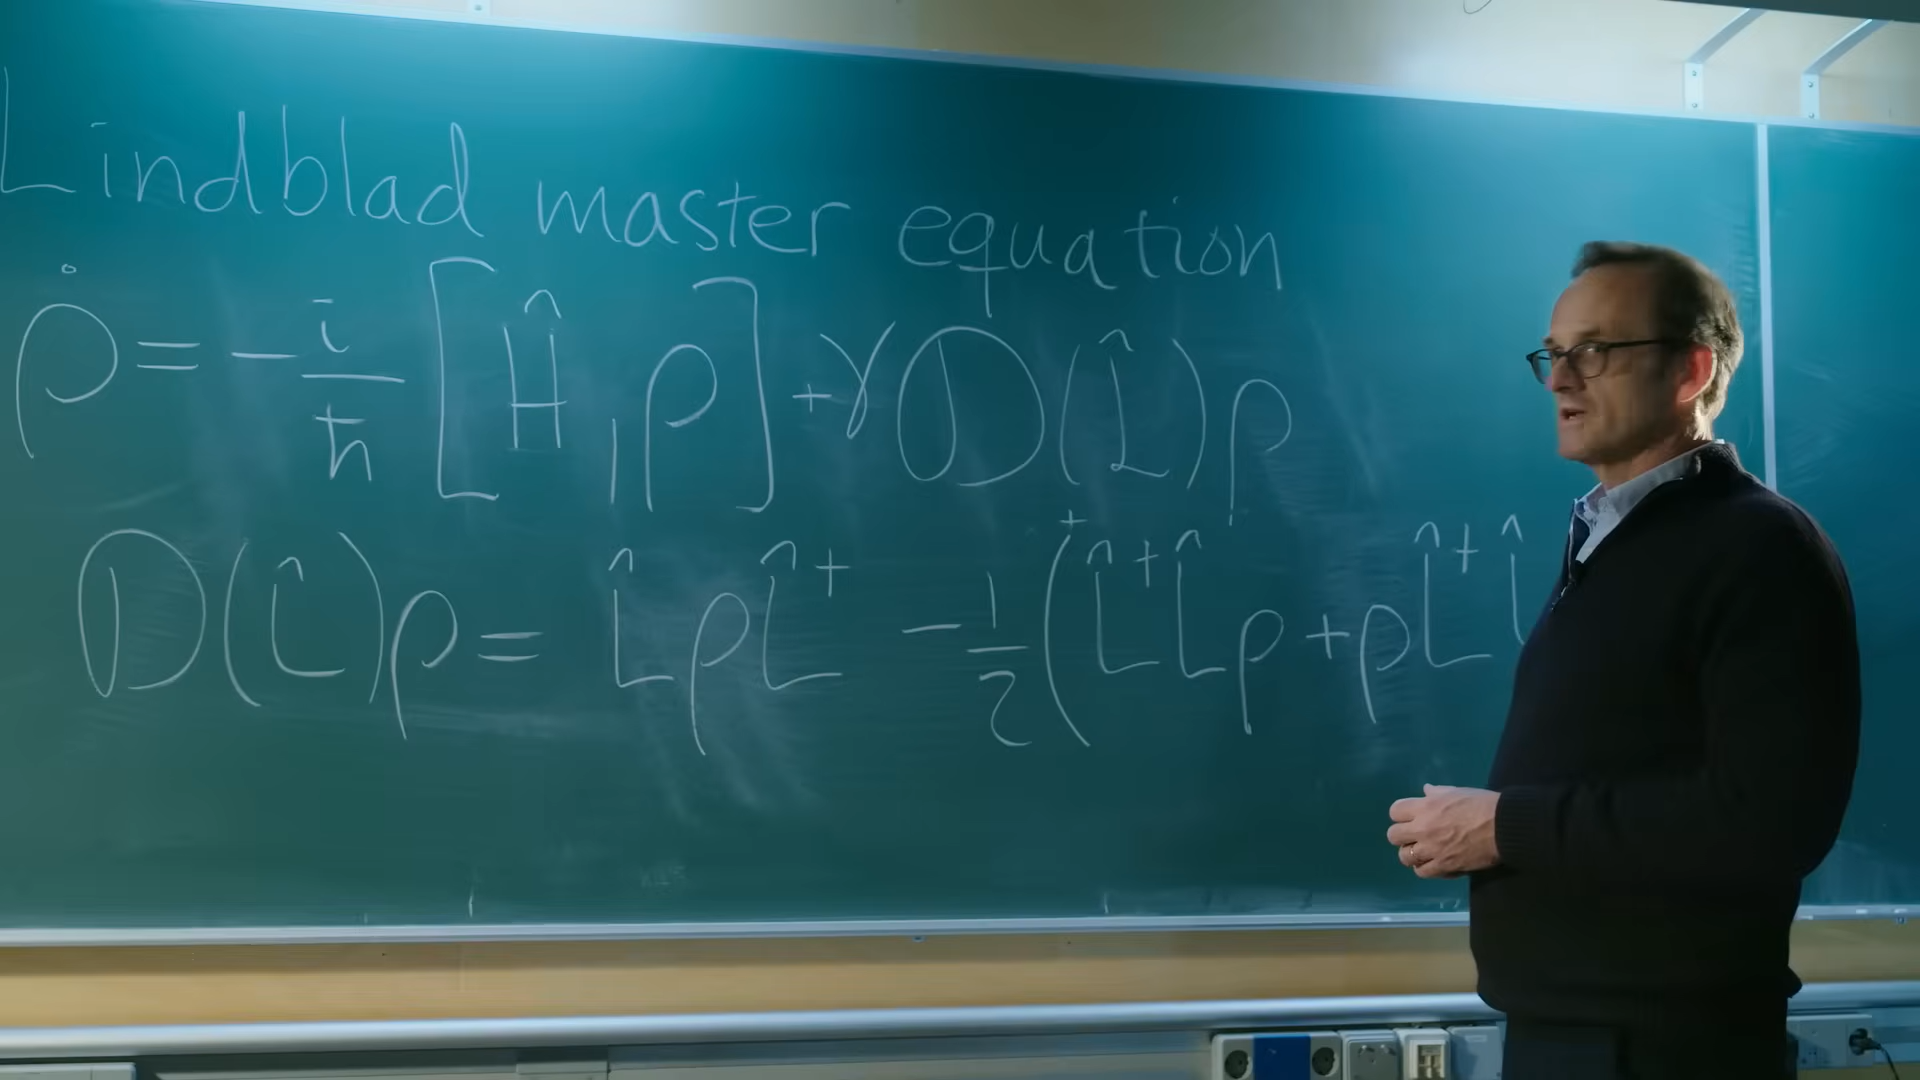 Lindblad master equation
ρ̇ = - i/ħ [Ĥ, ρ] + γ D(L̂)ρ
D(L̂)ρ = L̂ρL̂† - 1/2 (L̂†L̂ρ + ρL̂†L̂